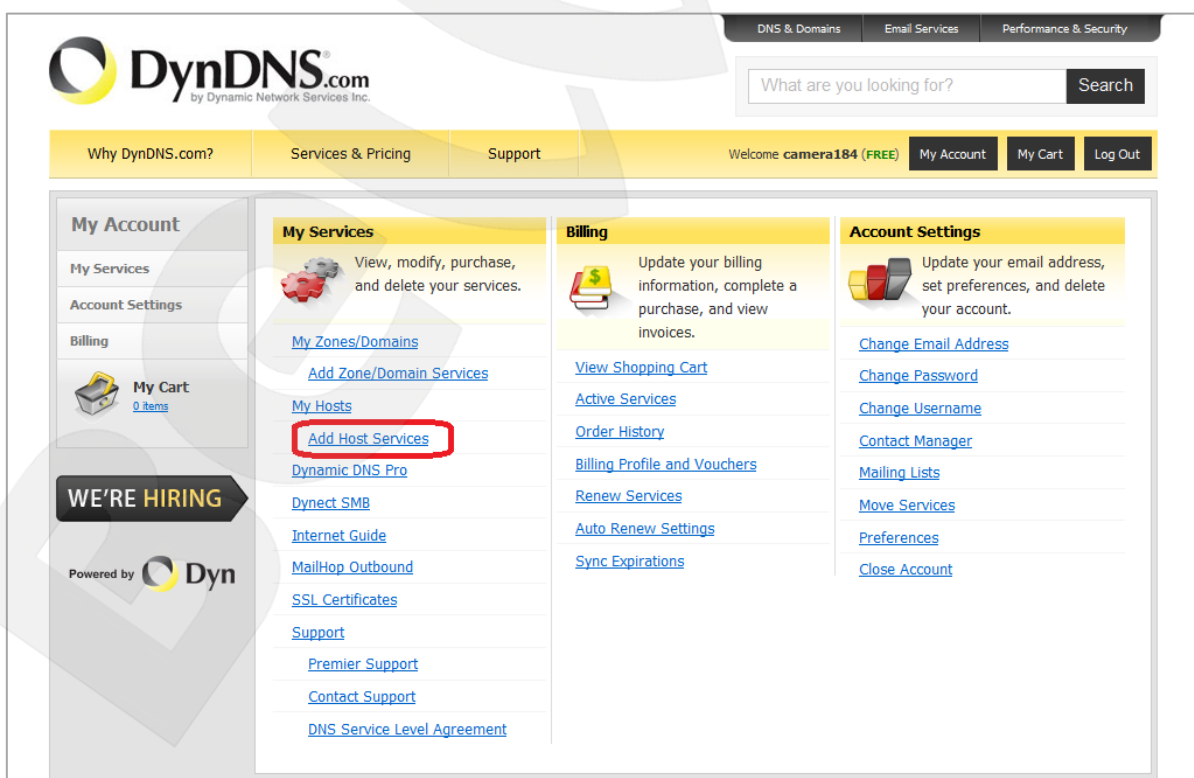 DNS & Domains Email Services Performance & Security
DynDNS.com
by Dynamic Network Services Inc.
What are you looking for? Search
Why DynDNS.com? Services & Pricing Support Welcome camera184 (FREE) My Account My Cart Log Out
My Account
My Services
Account Settings
Billing
My Cart
0 items
WE'RE HIRING
Powered by Dyn
My Services
View, modify, purchase,
and delete your services.
My Zones/Domains
Add Zone/Domain Services
My Hosts
Add Host Services
Dynamic DNS Pro
Dynect SMB
Internet Guide
MailHop Outbound
SSL Certificates
Support
Premier Support
Contact Support
DNS Service Level Agreement
Billing
Update your billing
information, complete a
purchase, and view
invoices.
View Shopping Cart
Active Services
Order History
Billing Profile and Vouchers
Renew Services
Auto Renew Settings
Sync Expirations
Account Settings
Update your email address,
set preferences, and delete
your account.
Change Email Address
Change Password
Change Username
Contact Manager
Mailing Lists
Move Services
Preferences
Close Account